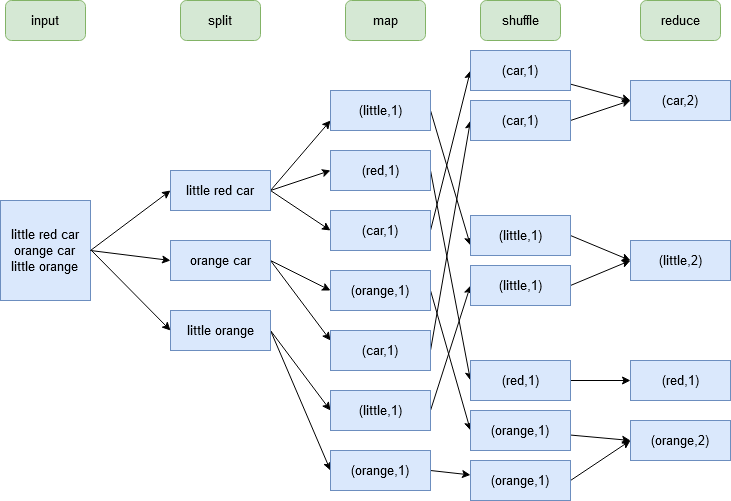 input
split
map
shuffle
reduce
little red car
orange car
little orange
little red car
orange car
little orange
(little,1)
(red,1)
(car,1)
(orange,1)
(car,1)
(little,1)
(orange,1)
(car,1)
(car,1)
(little,1)
(little,1)
(red,1)
(orange,1)
(orange,1)
(car,2)
(little,2)
(red,1)
(orange,2)